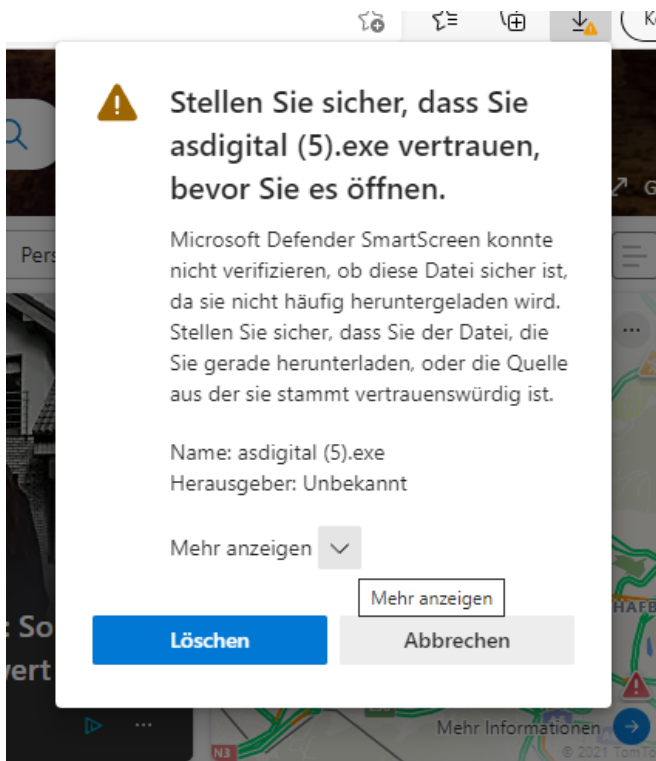 Stellen Sie sicher, dass Sie
asdigital (5).exe vertrauen,
bevor Sie es öffnen.
Microsoft Defender SmartScreen konnte
nicht verifizieren, ob diese Datei sicher ist,
da sie nicht häufig heruntergeladen wird.
Stellen Sie sicher, dass Sie der Datei, die
Sie gerade herunterladen, oder die Quelle
aus der sie stammt vertrauenswürdig ist.
Name: asdigital (5).exe
Herausgeber: Unbekannt
Mehr anzeigen
Mehr anzeigen
Löschen
Abbrechen
Mehr Informationen
N3
© 2021 TomTo